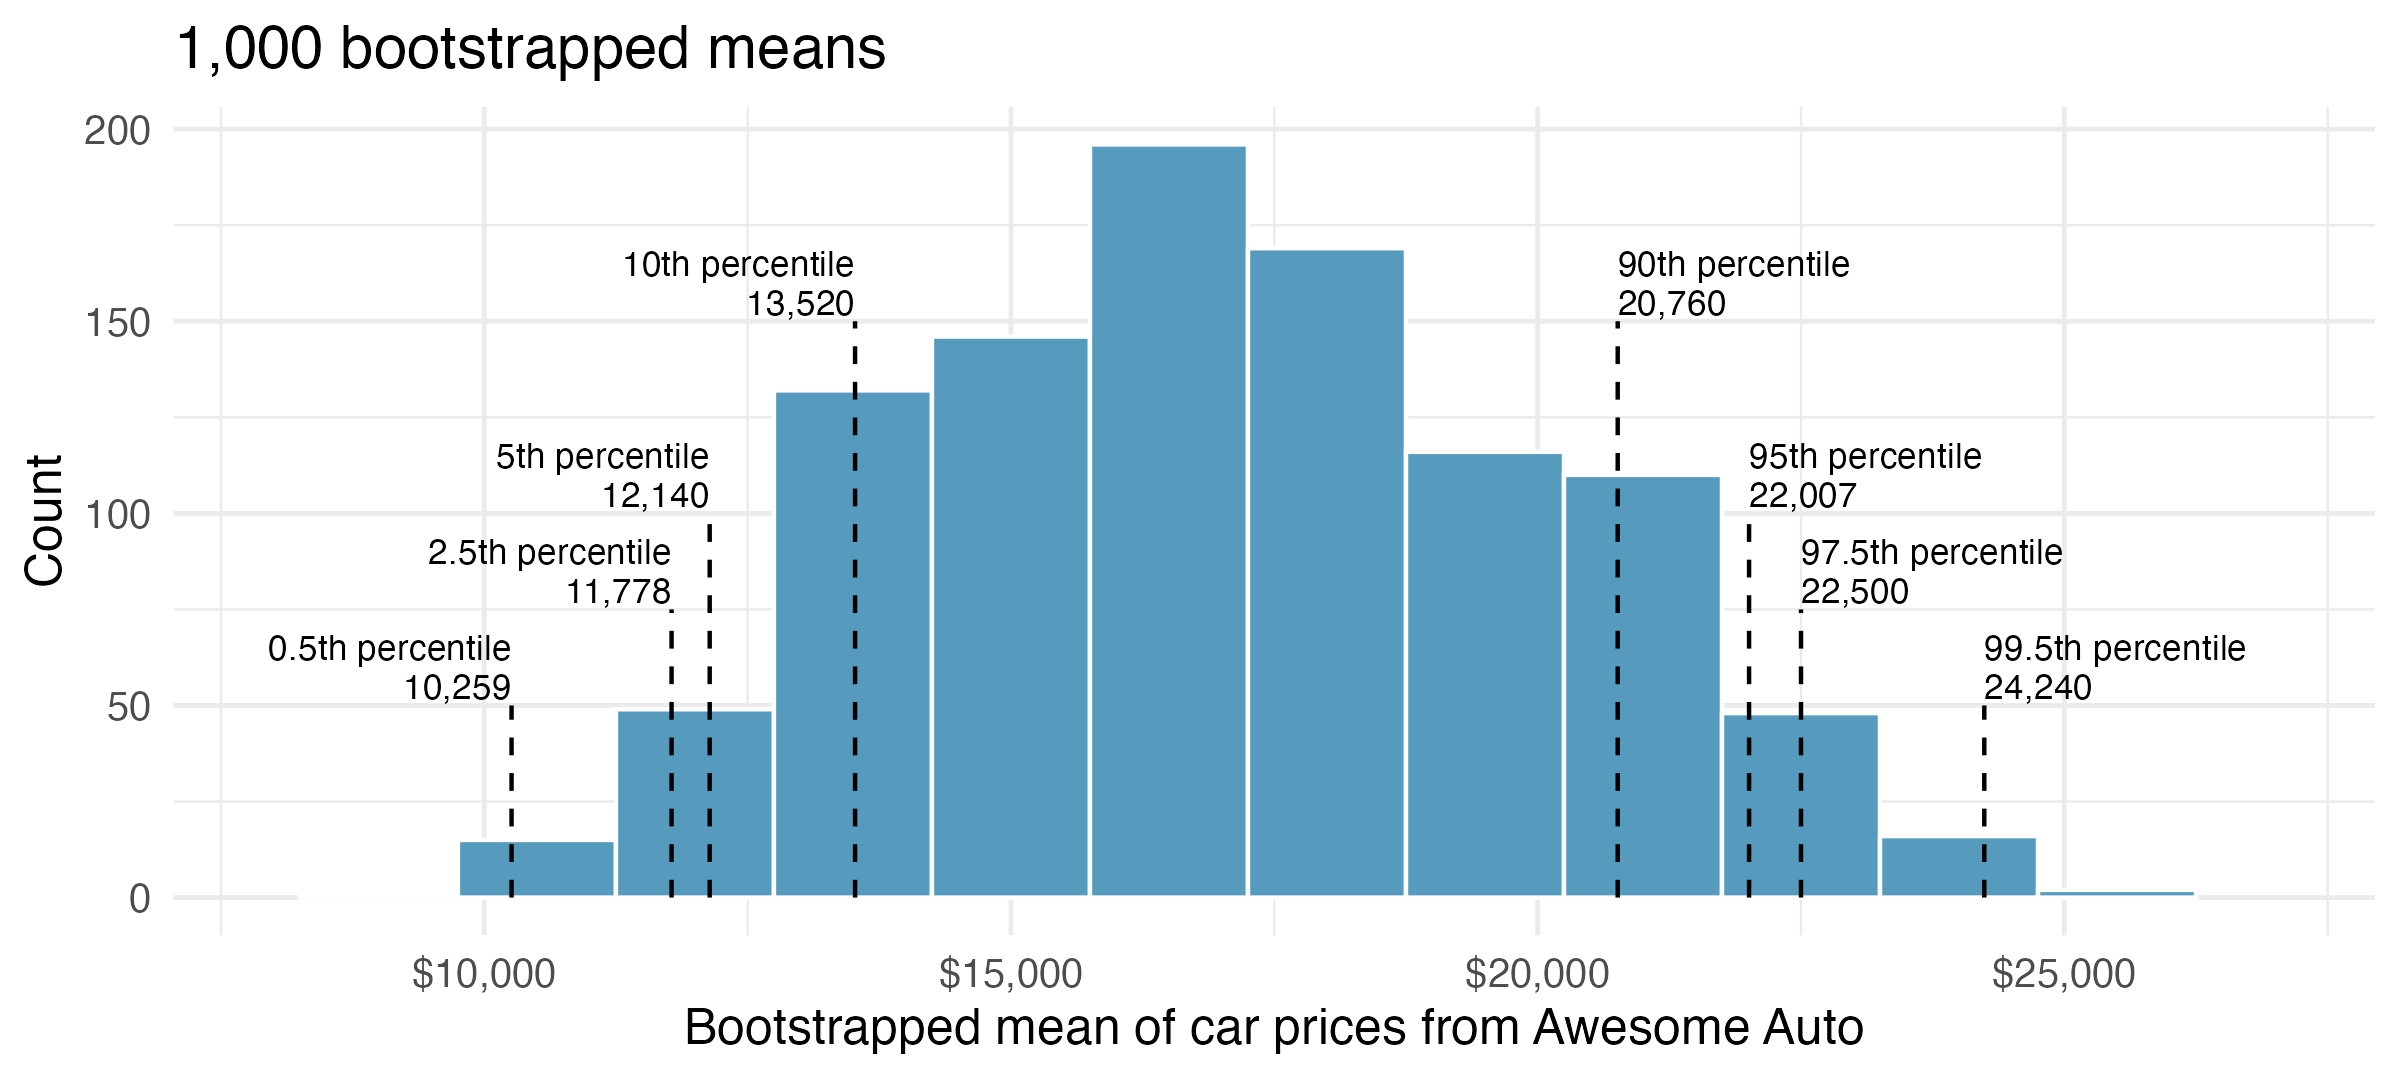 1,000 bootstrapped means
200
150
100
50
0
Count
10th percentile
13,520
90th percentile
20,760
5th percentile
12,140
95th percentile
22,007
2.5th percentile
11,778
97.5th percentile
22,500
0.5th percentile
10,259
99.5th percentile
24,240
$10,000
$15,000
$20,000
$25,000
Bootstrapped mean of car prices from Awesome Auto